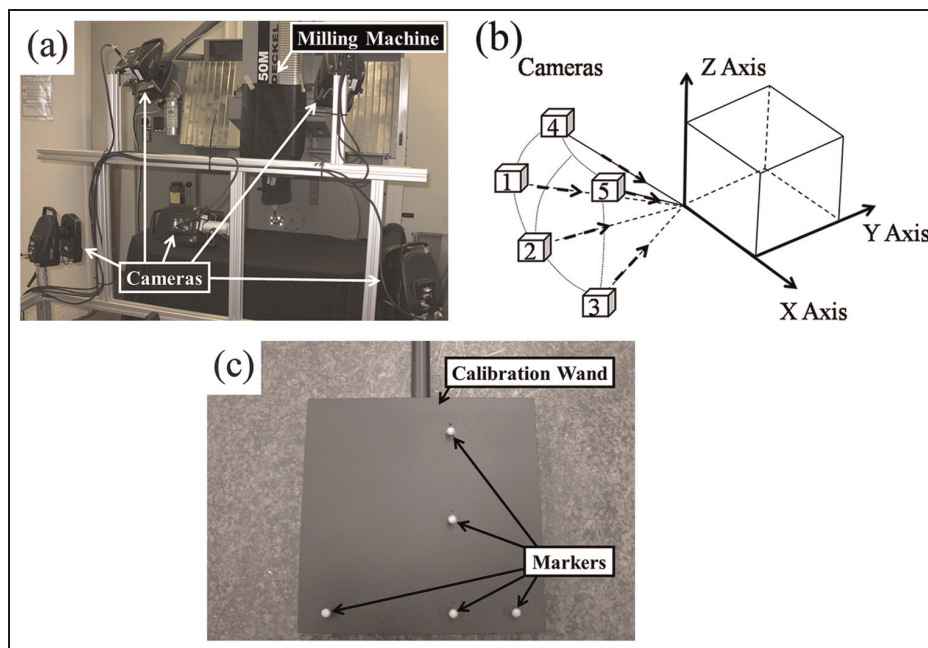 (a)
Milling Machine
50M
DECKEL
Cameras
(b)
Cameras
Z Axis
4
1
5
2
3
Y Axis
X Axis
(c)
Calibration Wand
Markers